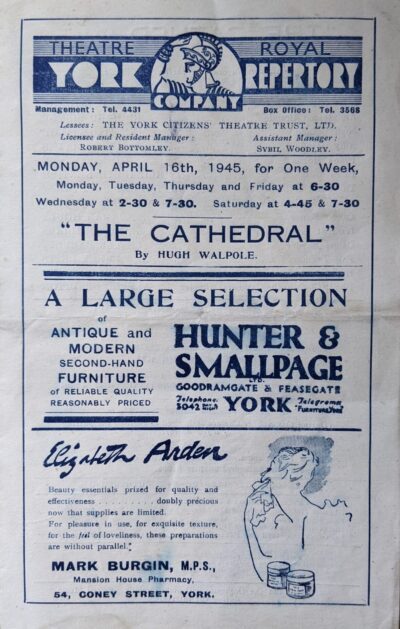 THEATRE ROYAL
YORK REPERTORY
COMPANY
Management: Tel. 4431 Box Office: Tel. 3568
Lessees: THE YORK CITIZENS' THEATRE TRUST, LTD.
Licensee and Resident Manager: Assistant Manager:
ROBERT BOTTOMLEY. SYBIL WOODLEY.
MONDAY, APRIL 16th, 1945, for One Week,
Monday, Tuesday, Thursday and Friday at 6-30
Wednesday at 2-30 & 7-30. Saturday at 4-45 & 7-30
"THE CATHEDRAL"
By HUGH WALPOLE.
A LARGE SELECTION
of
ANTIQUE and
MODERN
SECOND-HAND
FURNITURE
of RELIABLE QUALITY
REASONABLY PRICED
HUNTER &
SMALLPAGE
LTD.
GOODRAMGATE & FEASEGATE
Telephone: YORK Telegrams
Elizabeth Arden
Beauty essentials prized for quality and
effectiveness . . . . . . . . . . doubly precious
now that supplies are limited.
For pleasure in use, for exquisite texture,
for the feel of loveliness, these preparations
are without parallel.
MARK BURGIN, M.P.S.,
Mansion House Pharmacy,
54, CONEY STREET, YORK.